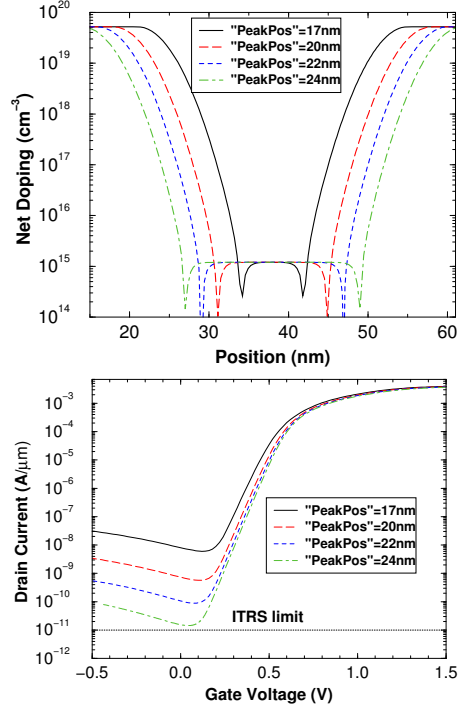 10^20
10^19
10^18
10^17
10^16
10^15
10^14
Net Doping (cm^-3)
"PeakPos"=17nm
"PeakPos"=20nm
"PeakPos"=22nm
"PeakPos"=24nm
20 30 40 50 60
Position (nm)
10^-3
10^-4
10^-5
10^-6
10^-7
10^-8
10^-9
10^-10
10^-11
10^-12
Drain Current (A/μm)
"PeakPos"=17nm
"PeakPos"=20nm
"PeakPos"=22nm
"PeakPos"=24nm
ITRS limit
−0.5 0.0 0.5 1.0 1.5
Gate Voltage (V)